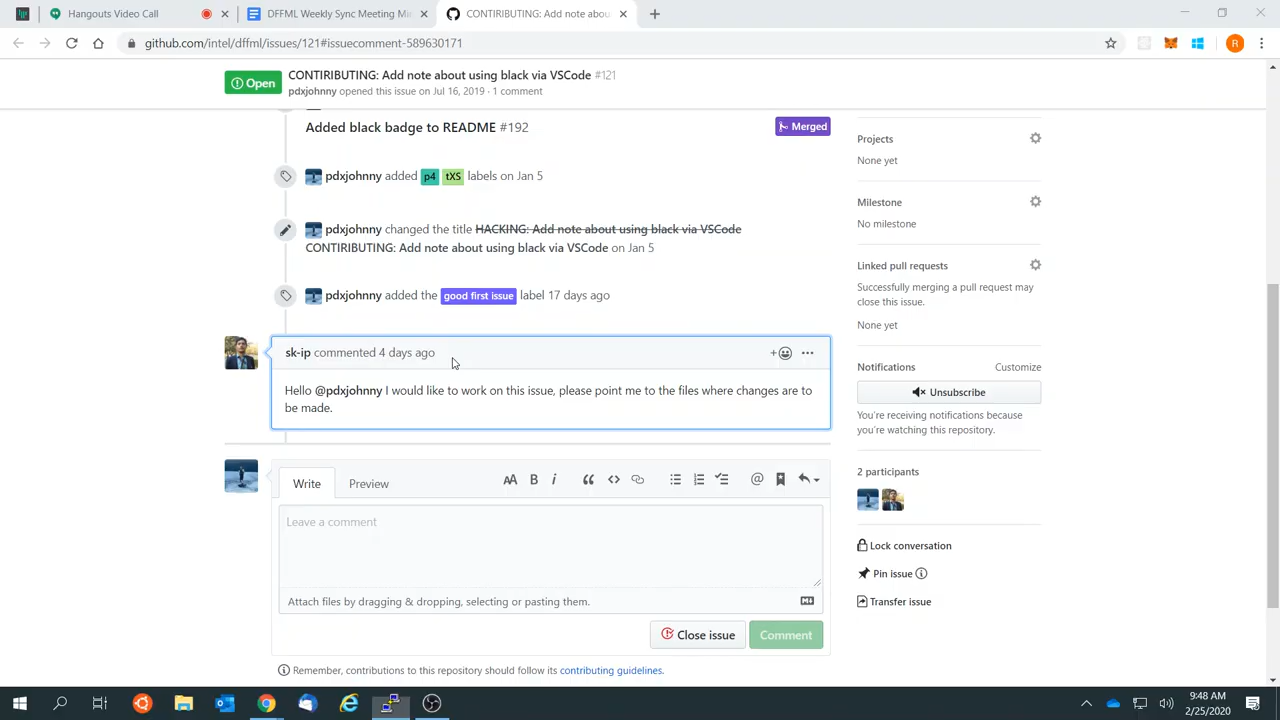 Hangouts Video Call
DFFML Weekly Sync Meeting Mi
CONTIRIBUTING: Add note abou
github.com/intel/dffml/issues/121#issuecomment-589630171
R
Open
CONTIRIBUTING: Add note about using black via VSCode #121
pdxjohnny opened this issue on Jul 16, 2019 · 1 comment
Added black badge to README #192
Merged
pdxjohnny added p4 tXS labels on Jan 5
pdxjohnny changed the title HACKING: Add note about using black via VSCode
CONTIRIBUTING: Add note about using black via VSCode on Jan 5
pdxjohnny added the good first issue label 17 days ago
sk-ip commented 4 days ago
Hello @pdxjohnny I would like to work on this issue, please point me to the files where changes are to
be made.
Write
Preview
AA B i
Leave a comment
Attach files by dragging & dropping, selecting or pasting them.
Close issue
Comment
Remember, contributions to this repository should follow its contributing guidelines.
Projects
None yet
Milestone
No milestone
Linked pull requests
Successfully merging a pull request may
close this issue.
None yet
Notifications
Customize
Unsubscribe
You're receiving notifications because
you're watching this repository.
2 participants
Lock conversation
Pin issue
Transfer issue
9:48 AM
2/25/2020